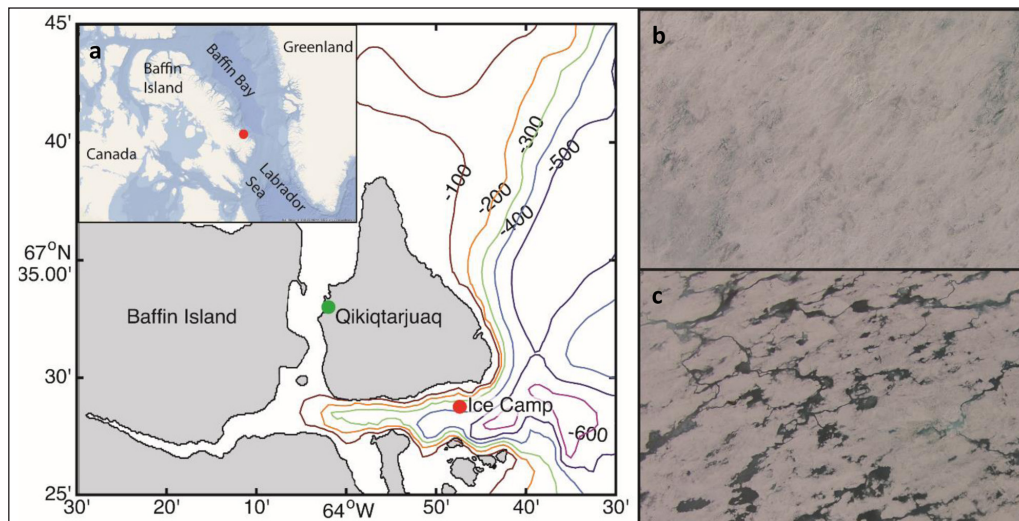 a
Baffin
Island
Baffin Bay
Greenland
Canada
Labrador
Sea
45'
40'
67°N
35.00'
30'
25'
30'
20'
10'
64°W
50'
40'
30'
-100
-200
-300
-400
-500
-600
Baffin Island
Qikiqtarjuaq
Ice Camp
b
c